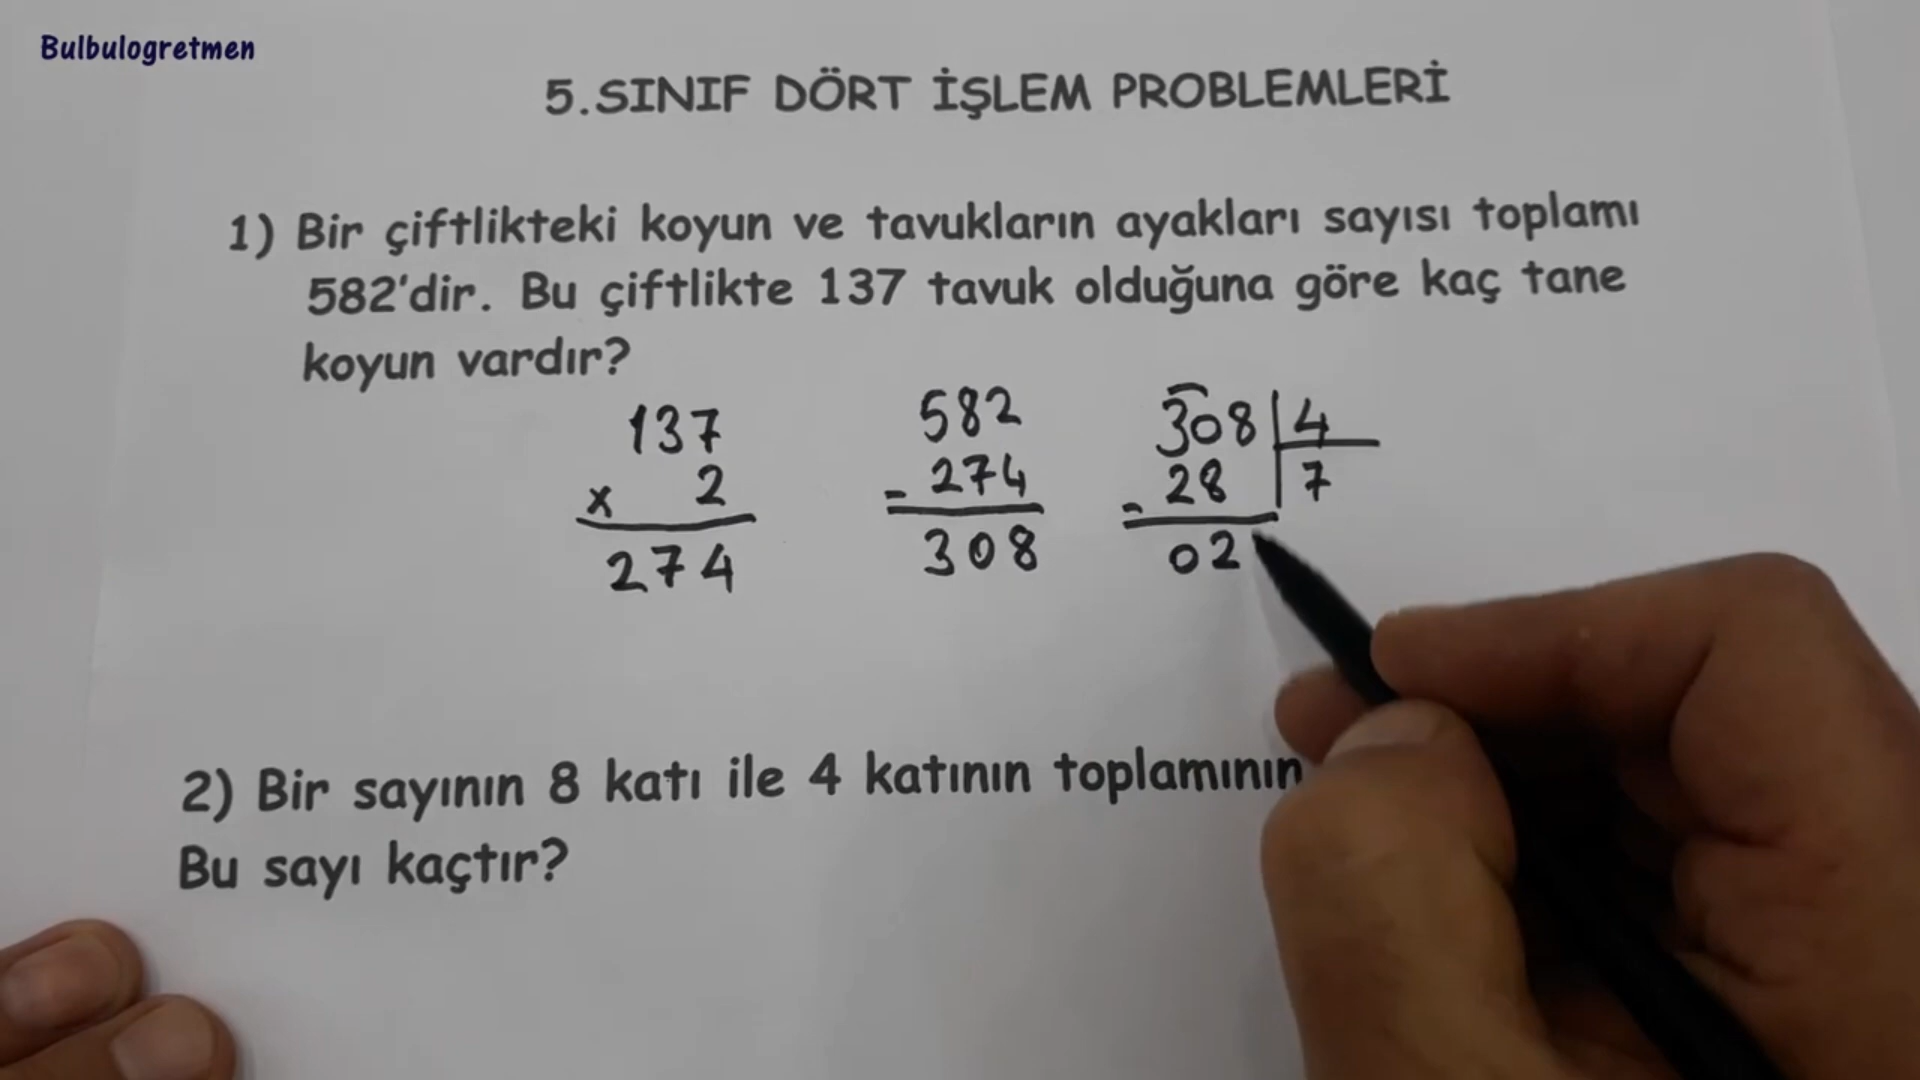 Bulbulogretmen
5.SINIF DÖRT İŞLEM PROBLEMLERİ
1) Bir çiftlikteki koyun ve tavukların ayakları sayısı toplamı
582'dir. Bu çiftlikte 137 tavuk olduğuna göre kaç tane
koyun vardır?
137
x 2
274
582
- 274
308
308 4
- 28 7
02
2) Bir sayının 8 katı ile 4 katının toplamının
Bu sayı kaçtır?